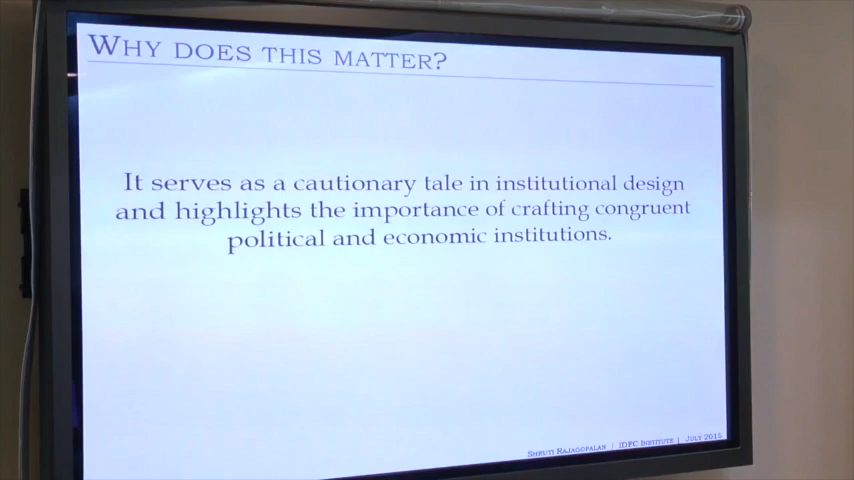 WHY DOES THIS MATTER?
It serves as a cautionary tale in institutional design
and highlights the importance of crafting congruent
political and economic institutions.
SHRUTI RAJAGOPALAN | IDFC INSTITUTE | JULY 2015